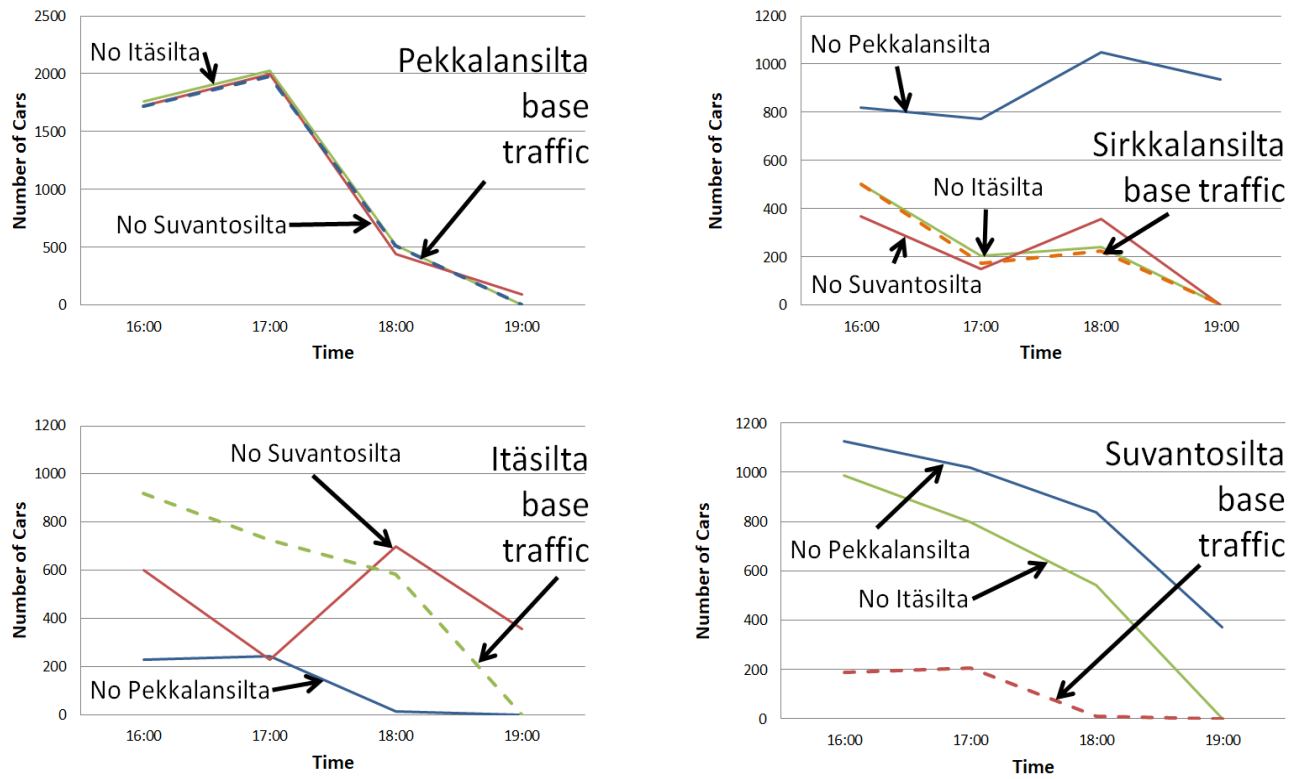 2500
2000
1500
1000
500
0
Number of Cars
No Itäsilta
Pekkalansilta
base
traffic
No Suvantosilta
16:00 17:00 18:00 19:00
Time
1200
1000
800
600
400
200
0
Number of Cars
No Pekkalansilta
Sirkkalansilta
base traffic
No Itäsilta
No Suvantosilta
16:00 17:00 18:00 19:00
Time
1200
1000
800
600
400
200
0
Number of Cars
No Suvantosilta
Itäsilta
base
traffic
No Pekkalansilta
16:00 17:00 18:00 19:00
Time
1200
1000
800
600
400
200
0
Number of Cars
Suvantosilta
base
traffic
No Pekkalansilta
No Itäsilta
16:00 17:00 18:00 19:00
Time